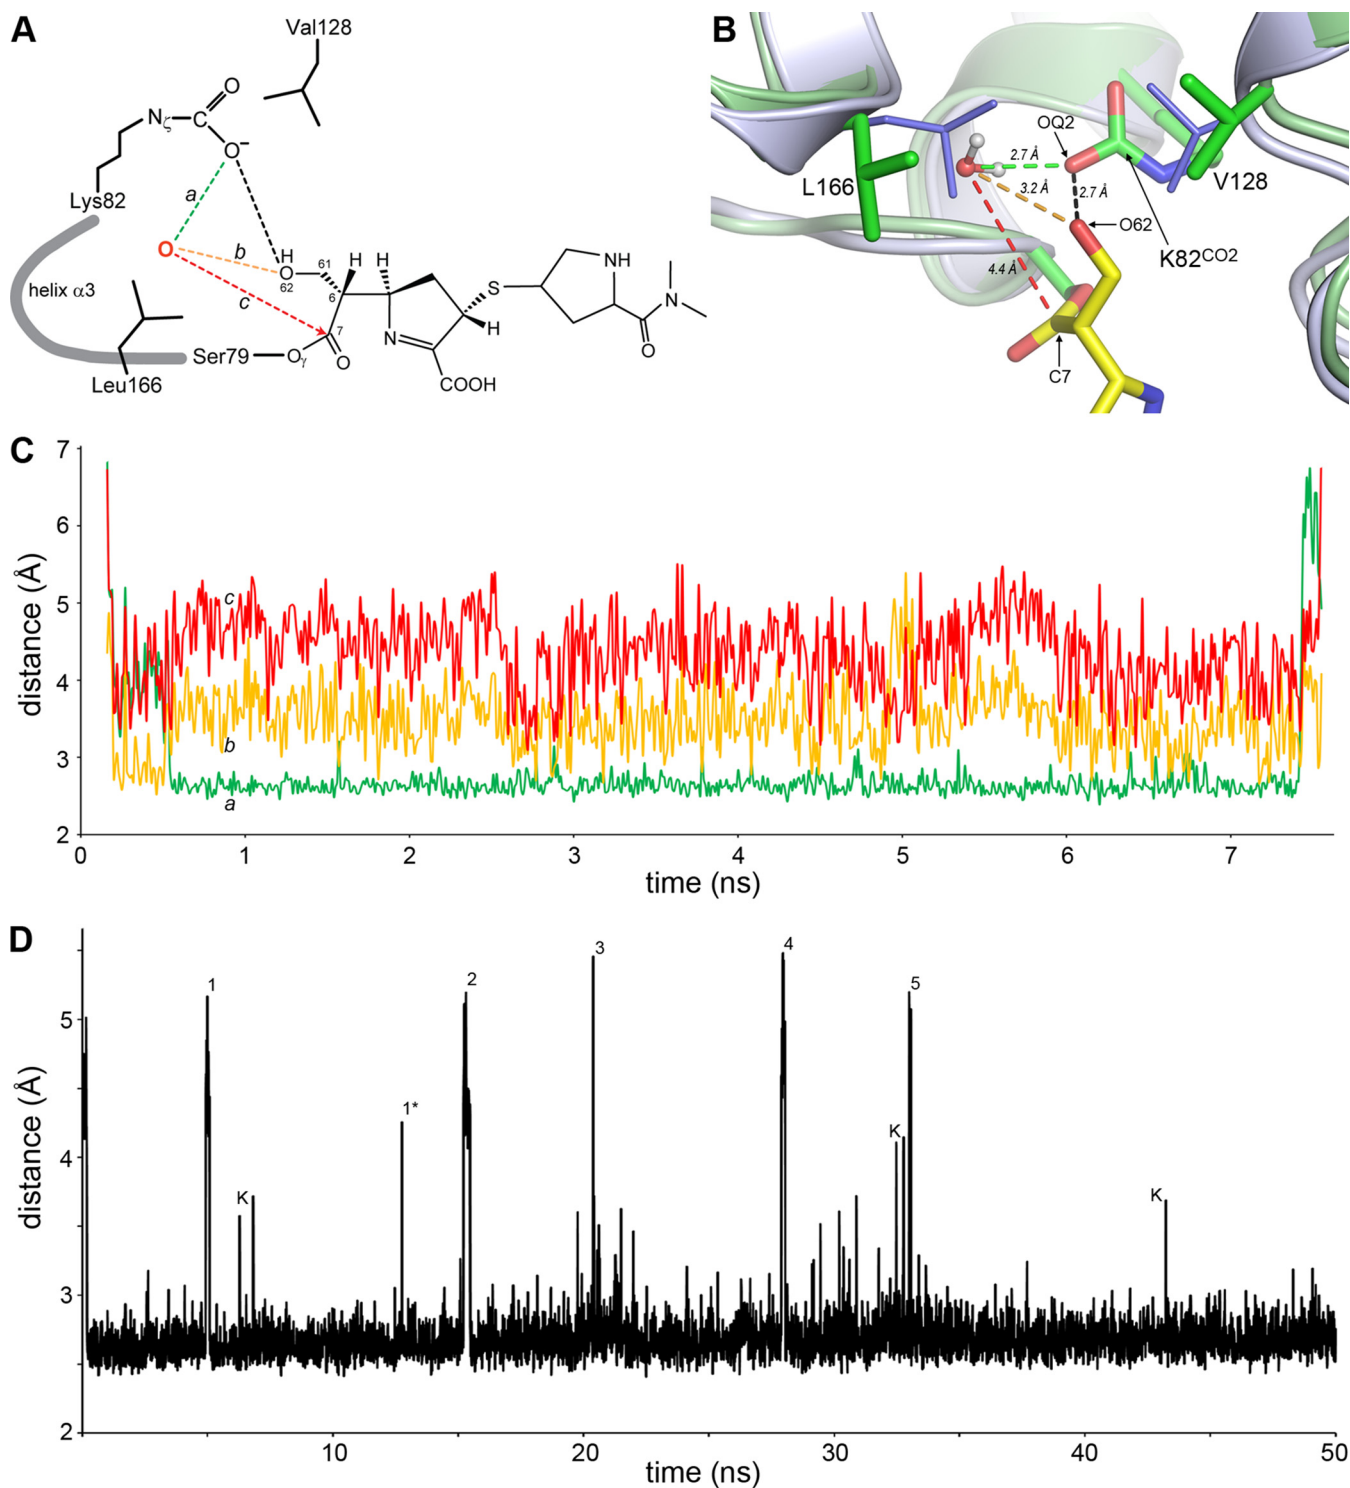 A
Val128
O
N
ζ
C
O
−
Lys82
a
O
b
H
O
62
61
H
6
H
c
7
helix α3
Ser79
O
γ
O
Leu166
N
COOH
S
H
NH
N
O
B
OQ2
2.7 Å
L166
3.2 Å
2.7 Å
V128
O62
K82CO2
4.4 Å
C7
C
distance (Å)
7
6
5
4
3
2
c
b
a
0 1 2 3 4 5 6 7
time (ns)
D
distance (Å)
5
4
3
2
1
K
1*
2
3
4
K
5
K
10 20 30 40 50
time (ns)